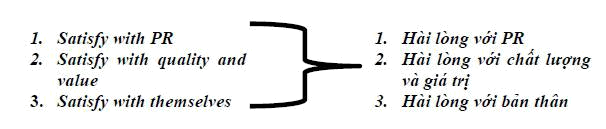 1. Satisfy with PR
2. Satisfy with quality and
value
3. Satisfy with themselves
1. Hài lòng với PR
2. Hài lòng với chất lượng
và giá trị
3. Hài lòng với bản thân